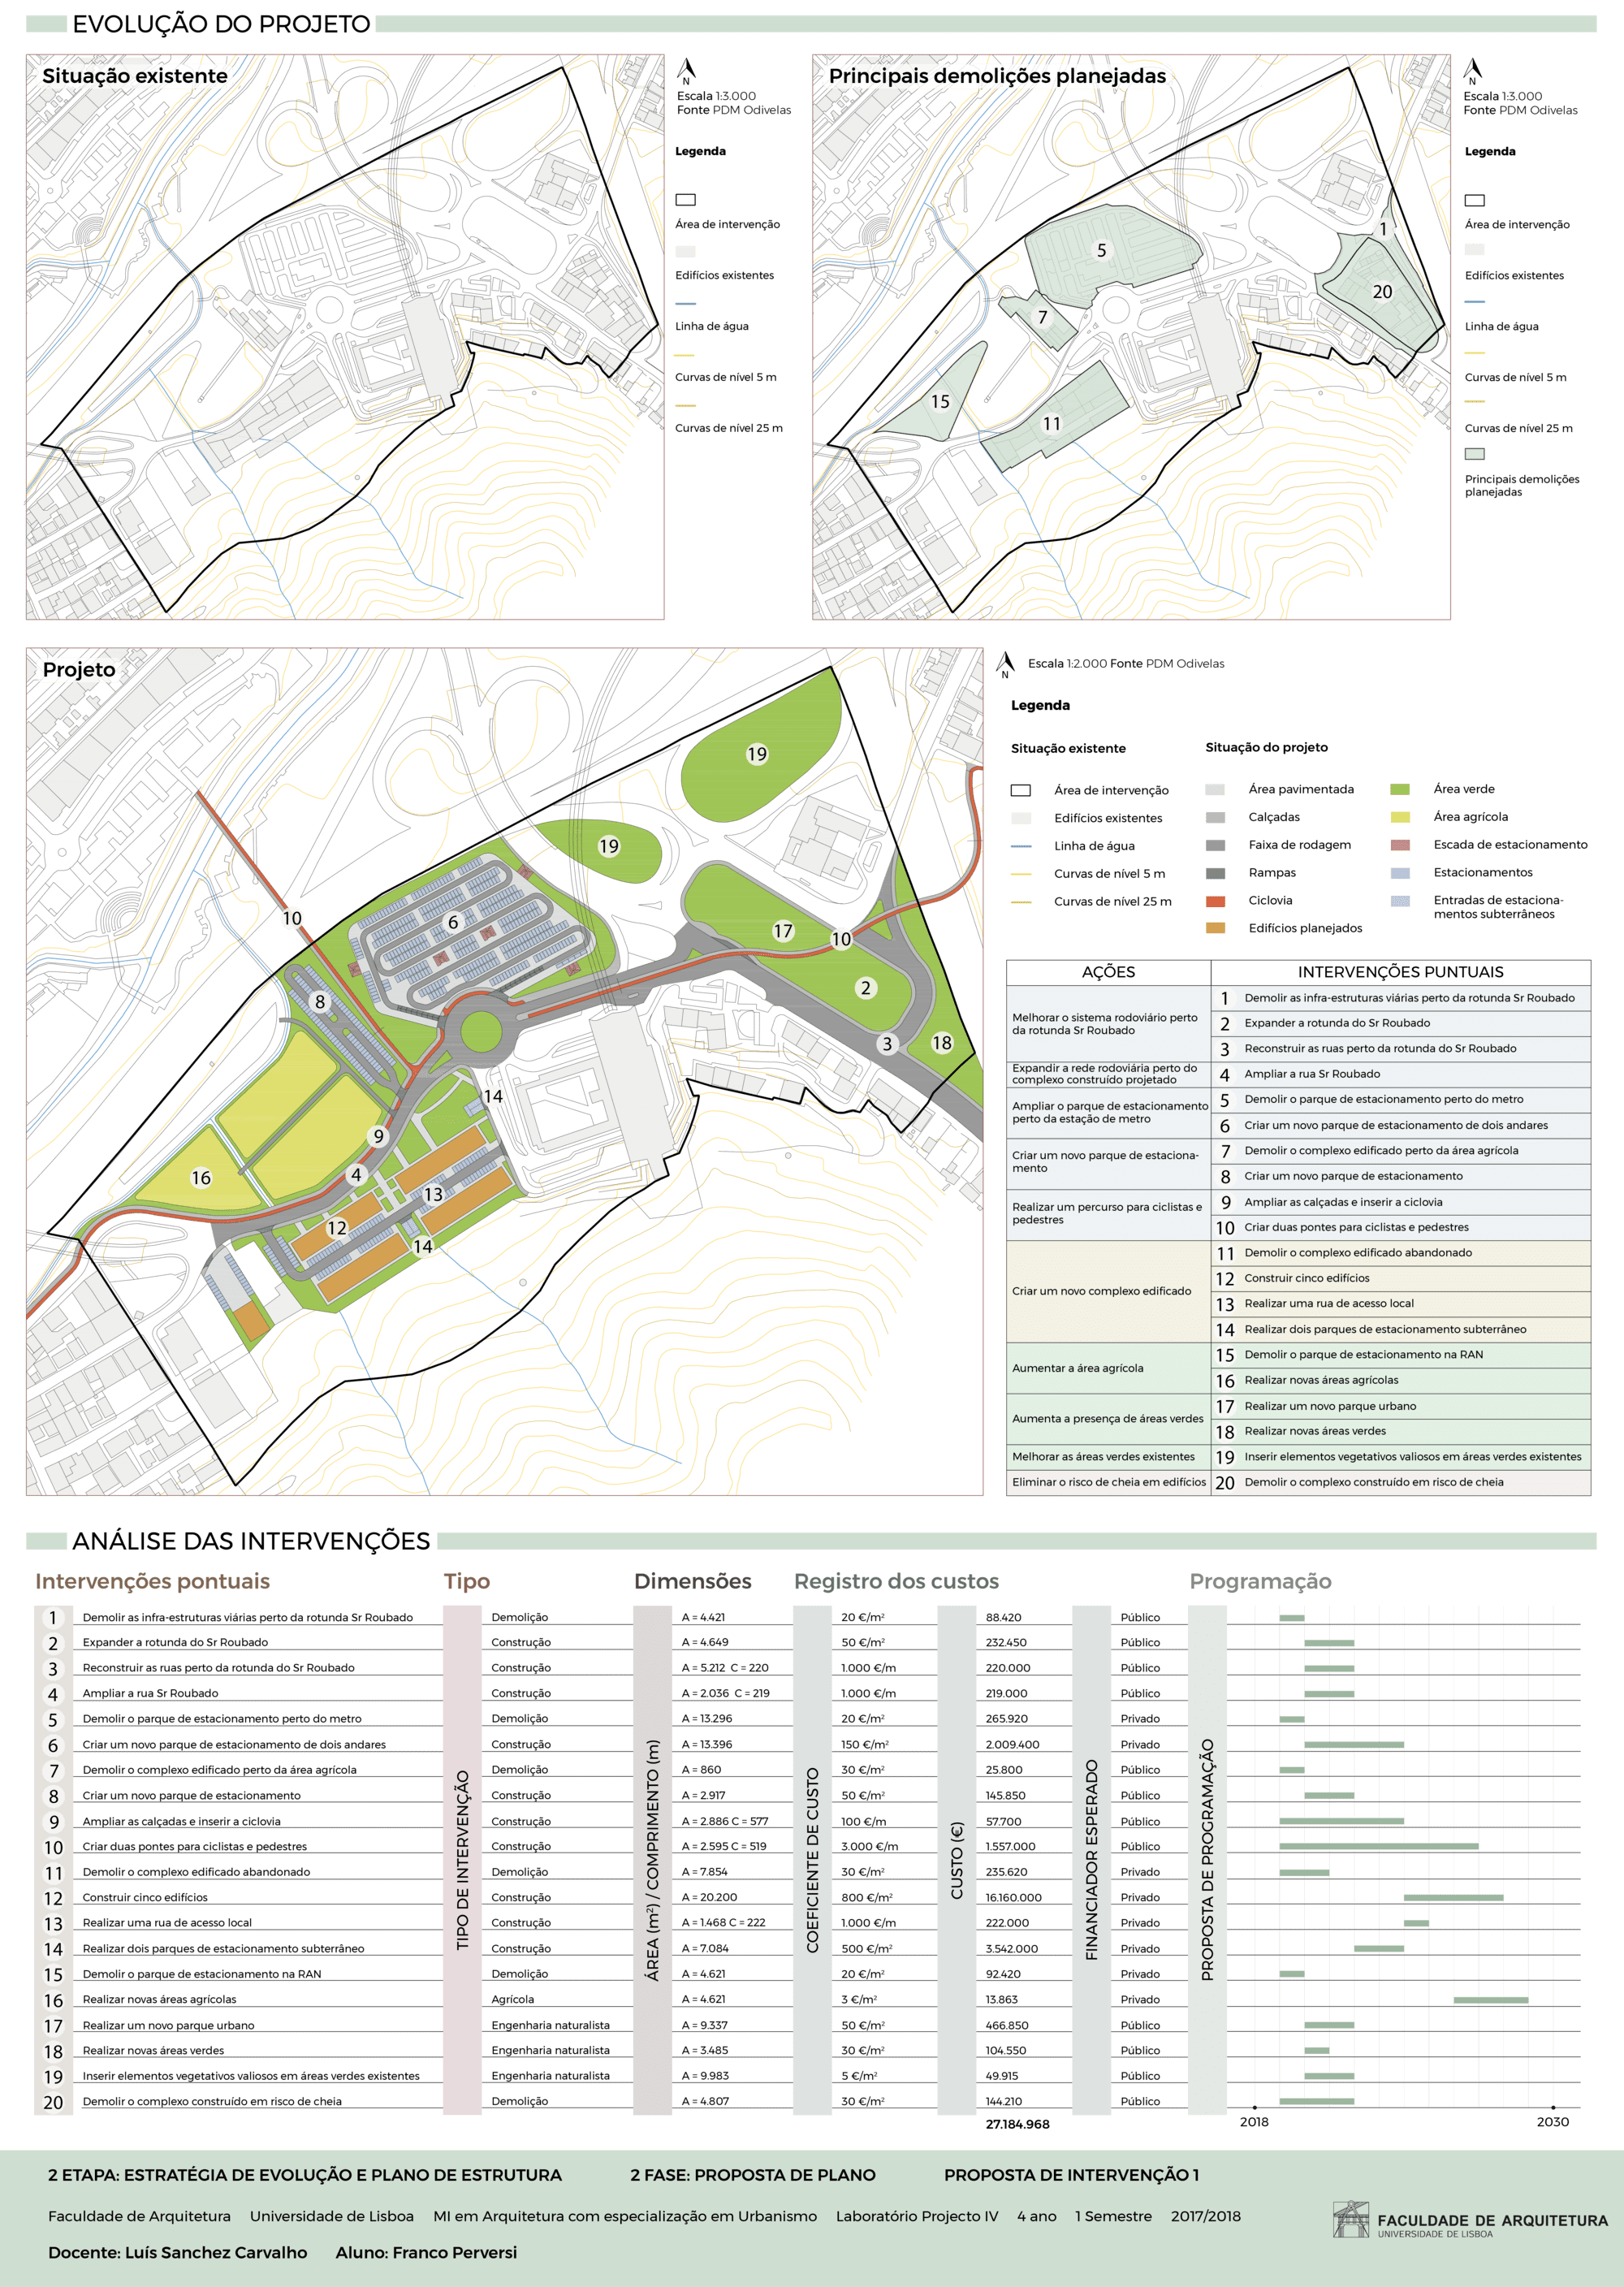 EVOLUÇÃO DO PROJETO
Situação existente
N
Escala 1:3.000
Fonte PDM Odivelas
Legenda
Área de intervenção
Edifícios existentes
Linha de água
Curvas de nível 5 m
Curvas de nível 25 m
Principais demolições planejadas
1
5
20
7
15
11
N
Escala 1:3.000
Fonte PDM Odivelas
Legenda
Área de intervenção
Edifícios existentes
Linha de água
Curvas de nível 5 m
Curvas de nível 25 m
Principais demolições
planejadas
Projeto
19
19
10
6
17
10
8
2
3
18
14
9
4
16
13
12
14
N
Escala 1:2.000 Fonte PDM Odivelas
Legenda
Situação existente
Área de intervenção
Edifícios existentes
Linha de água
Curvas de nível 5 m
Curvas de nível 25 m
Situação do projeto
Área pavimentada
Calçadas
Faixa de rodagem
Rampas
Ciclovia
Edifícios planejados
Área verde
Área agrícola
Escada de estacionamento
Estacionamentos
Entradas de estaciona-
mentos subterrâneos
AÇÕES
INTERVENÇÕES PUNTUAIS
Melhorar o sistema rodoviário perto
da rotunda Sr Roubado
1 Demolir as infra-estruturas viárias perto da rotunda Sr Roubado
2 Expander a rotunda do Sr Roubado
3 Reconstruir as ruas perto da rotunda do Sr Roubado
Expandir a rede rodoviária perto do
complexo construído projetado
4 Ampliar a rua Sr Roubado
Ampliar o parque de estacionamento
perto da estação de metro
5 Demolir o parque de estacionamento perto do metro
6 Criar um novo parque de estacionamento de dois andares
Criar um novo parque de estaciona-
mento
7 Demolir o complexo edificado perto da área agrícola
8 Criar um novo parque de estacionamento
Realizar um percurso para ciclistas e
pedestres
9 Ampliar as calçadas e inserir a ciclovia
10 Criar duas pontes para ciclistas e pedestres
Criar um novo complexo edificado
11 Demolir o complexo edificado abandonado
12 Construir cinco edifícios
13 Realizar uma rua de acesso local
14 Realizar dois parques de estacionamento subterrâneo
Aumentar a área agrícola
15 Demolir o parque de estacionamento na RAN
16 Realizar novas áreas agrícolas
Aumenta a presença de áreas verdes
17 Realizar um novo parque urbano
18 Realizar novas áreas verdes
Melhorar as áreas verdes existentes
19 Inserir elementos vegetativos valiosos em áreas verdes existentes
Eliminar o risco de cheia em edifícios
20 Demolir o complexo construído em risco de cheia
ANÁLISE DAS INTERVENÇÕES
Intervenções pontuais Tipo Dimensões Registro dos custos Programação
TIPO DE INTERVENÇÃO
ÁREA (m²) / COMPRIMENTO (m)
COEFICIENTE DE CUSTO
CUSTO (€)
FINANCIADOR ESPERADO
PROPOSTA DE PROGRAMAÇÃO
1 Demolir as infra-estruturas viárias perto da rotunda Sr Roubado Demolição A = 4.421 20 €/m² 88.420 Público
2 Expander a rotunda do Sr Roubado Construção A = 4.649 50 €/m² 232.450 Público
3 Reconstruir as ruas perto da rotunda do Sr Roubado Construção A = 5.212 C = 220 1.000 €/m 220.000 Público
4 Ampliar a rua Sr Roubado Construção A = 2.036 C = 219 1.000 €/m 219.000 Público
5 Demolir o parque de estacionamento perto do metro Demolição A = 13.296 20 €/m² 265.920 Privado
6 Criar um novo parque de estacionamento de dois andares Construção A = 13.396 150 €/m² 2.009.400 Privado
7 Demolir o complexo edificado perto da área agrícola Demolição A = 860 30 €/m² 25.800 Público
8 Criar um novo parque de estacionamento Construção A = 2.917 50 €/m² 145.850 Público
9 Ampliar as calçadas e inserir a ciclovia Construção A = 2.886 C = 577 100 €/m 57.700 Público
10 Criar duas pontes para ciclistas e pedestres Construção A = 2.595 C = 519 3.000 €/m 1.557.000 Público
11 Demolir o complexo edificado abandonado Demolição A = 7.854 30 €/m² 235.620 Privado
12 Construir cinco edifícios Construção A = 20.200 800 €/m² 16.160.000 Privado
13 Realizar uma rua de acesso local Construção A = 1.468 C = 222 1.000 €/m 222.000 Privado
14 Realizar dois parques de estacionamento subterrâneo Construção A = 7.084 500 €/m² 3.542.000 Privado
15 Demolir o parque de estacionamento na RAN Demolição A = 4.621 20 €/m² 92.420 Privado
16 Realizar novas áreas agrícolas Agrícola A = 4.621 3 €/m² 13.863 Privado
17 Realizar um novo parque urbano Engenharia naturalista A = 9.337 50 €/m² 466.850 Público
18 Realizar novas áreas verdes Engenharia naturalista A = 3.485 30 €/m² 104.550 Público
19 Inserir elementos vegetativos valiosos em áreas verdes existentes Engenharia naturalista A = 9.983 5 €/m² 49.915 Público
20 Demolir o complexo construído em risco de cheia Demolição A = 4.807 30 €/m² 144.210 Público
27.184.968
2018 2030
2 ETAPA: ESTRATÉGIA DE EVOLUÇÃO E PLANO DE ESTRUTURA 2 FASE: PROPOSTA DE PLANO PROPOSTA DE INTERVENÇÃO 1
Faculdade de Arquitetura Universidade de Lisboa MI em Arquitetura com especialização em Urbanismo Laboratório Projecto IV 4 ano 1 Semestre 2017/2018
Docente: Luís Sanchez Carvalho Aluno: Franco Perversi
FACULDADE DE ARQUITETURA
UNIVERSIDADE DE LISBOA